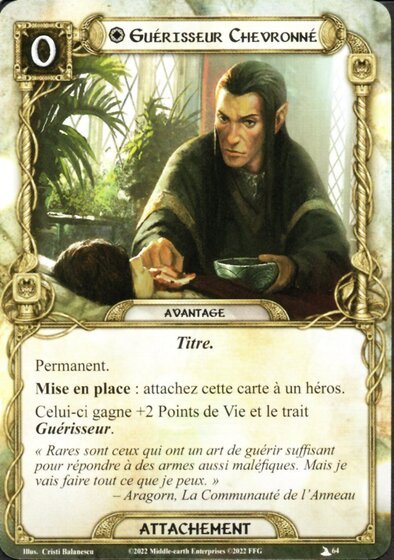 0
Guérisseur Chevronné
AVANTAGE
Titre.
Permanent.
Mise en place : attachez cette carte à un héros.
Celui-ci gagne +2 Points de Vie et le trait
Guérisseur.
« Rares sont ceux qui ont un art de guérir suffisant
pour répondre à des armes aussi maléfiques. Mais je
vais faire tout ce que je peux. »
– Aragorn, La Communauté de l'Anneau
ATTACHEMENT
Illus. Cristi Balanescu ©2022 Middle-earth Enterprises ©2022 FFG 64